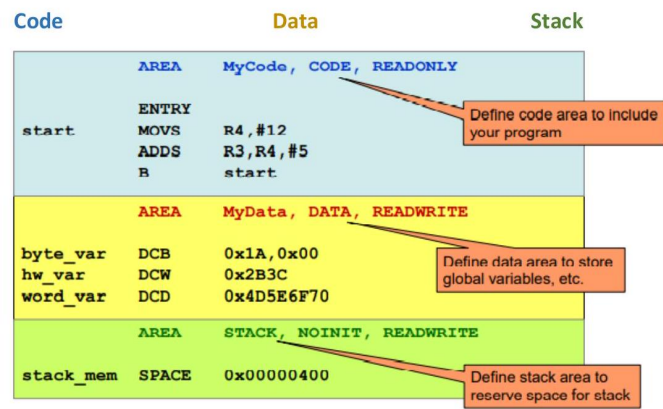 Code Data Stack
AREA MyCode, CODE, READONLY
ENTRY
start MOVS R4,#12
ADDS R3,R4,#5
B start
Define code area to include
your program
AREA MyData, DATA, READWRITE
byte_var DCB 0x1A,0x00
hw_var DCW 0x2B3C
word_var DCD 0x4D5E6F70
Define data area to store
global variables, etc.
AREA STACK, NOINIT, READWRITE
stack_mem SPACE 0x00000400
Define stack area to
reserve space for stack